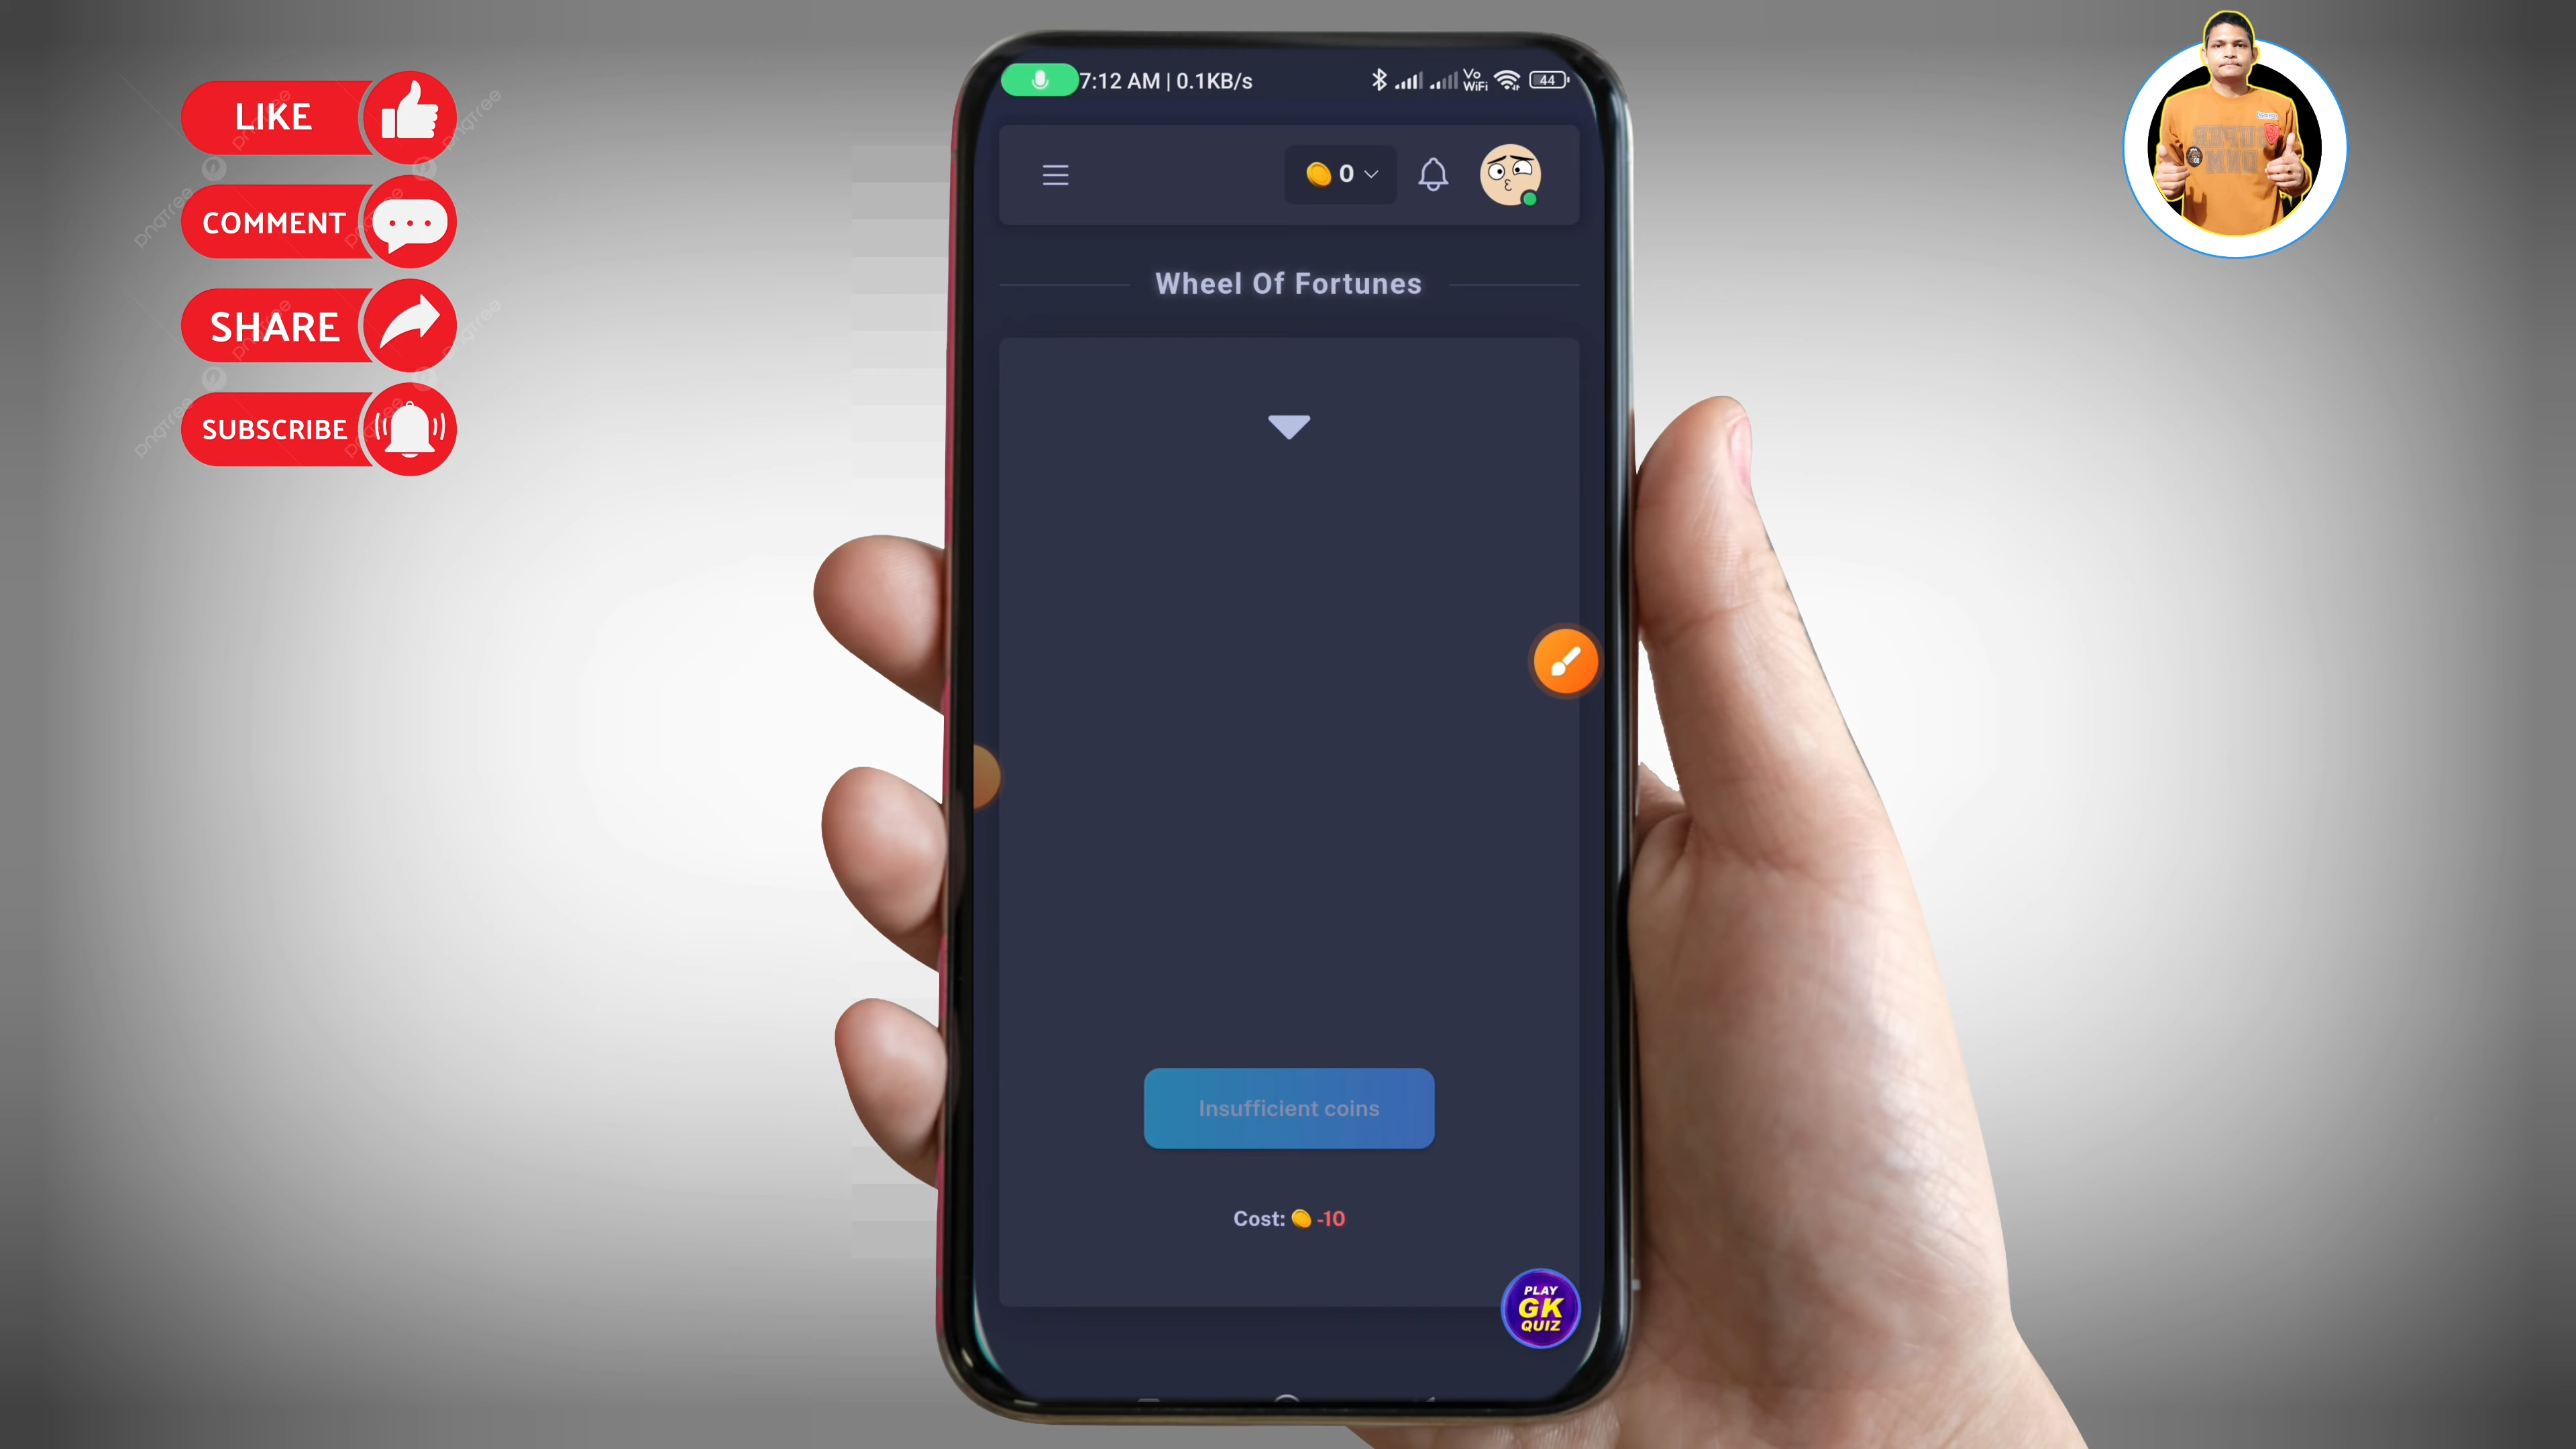 LIKE
COMMENT
SHARE
SUBSCRIBE
7:12 AM | 0.1KB/s
Vo
WiFi
44
0
Wheel Of Fortunes
Insufficient coins
Cost: -10
PLAY
GK
QUIZ